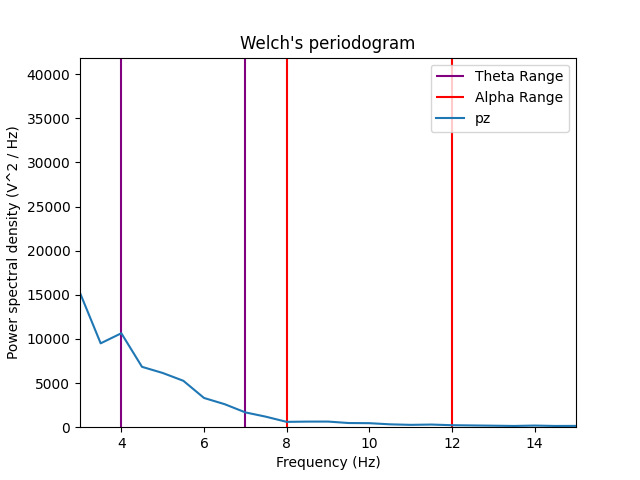 Welch's periodogram
Theta Range
Alpha Range
pz
Power spectral density (V^2 / Hz)
40000
35000
30000
25000
20000
15000
10000
5000
0
4 6 8 10 12 14
Frequency (Hz)